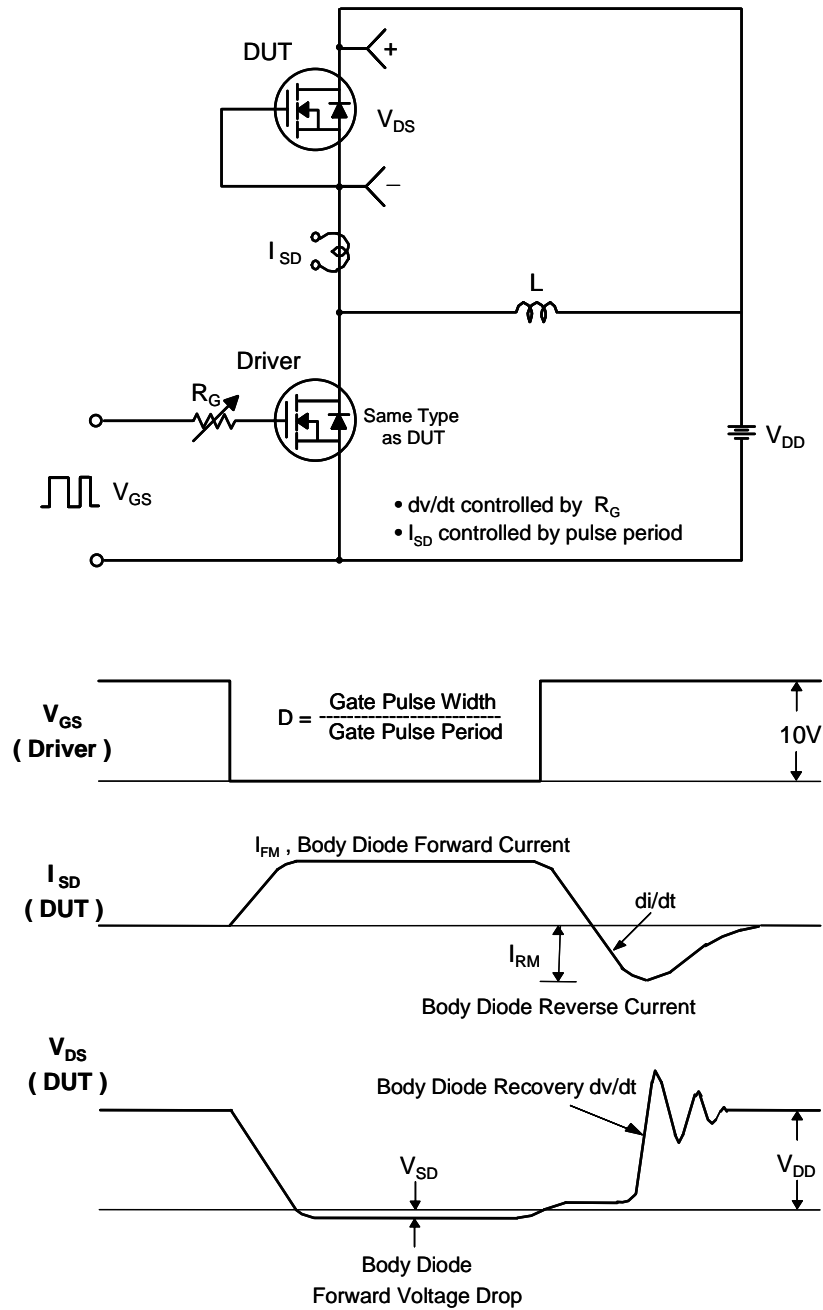 DUT
+
V_DS
–
I_SD
L
Driver
R_G
Same Type
as DUT
V_DD
V_GS
• dv/dt controlled by R_G
• I_SD controlled by pulse period
V_GS
( Driver )
D = Gate Pulse Width
Gate Pulse Period
10V
I_FM , Body Diode Forward Current
I_SD
( DUT )
di/dt
I_RM
Body Diode Reverse Current
V_DS
( DUT )
Body Diode Recovery dv/dt
V_SD
V_DD
Body Diode
Forward Voltage Drop